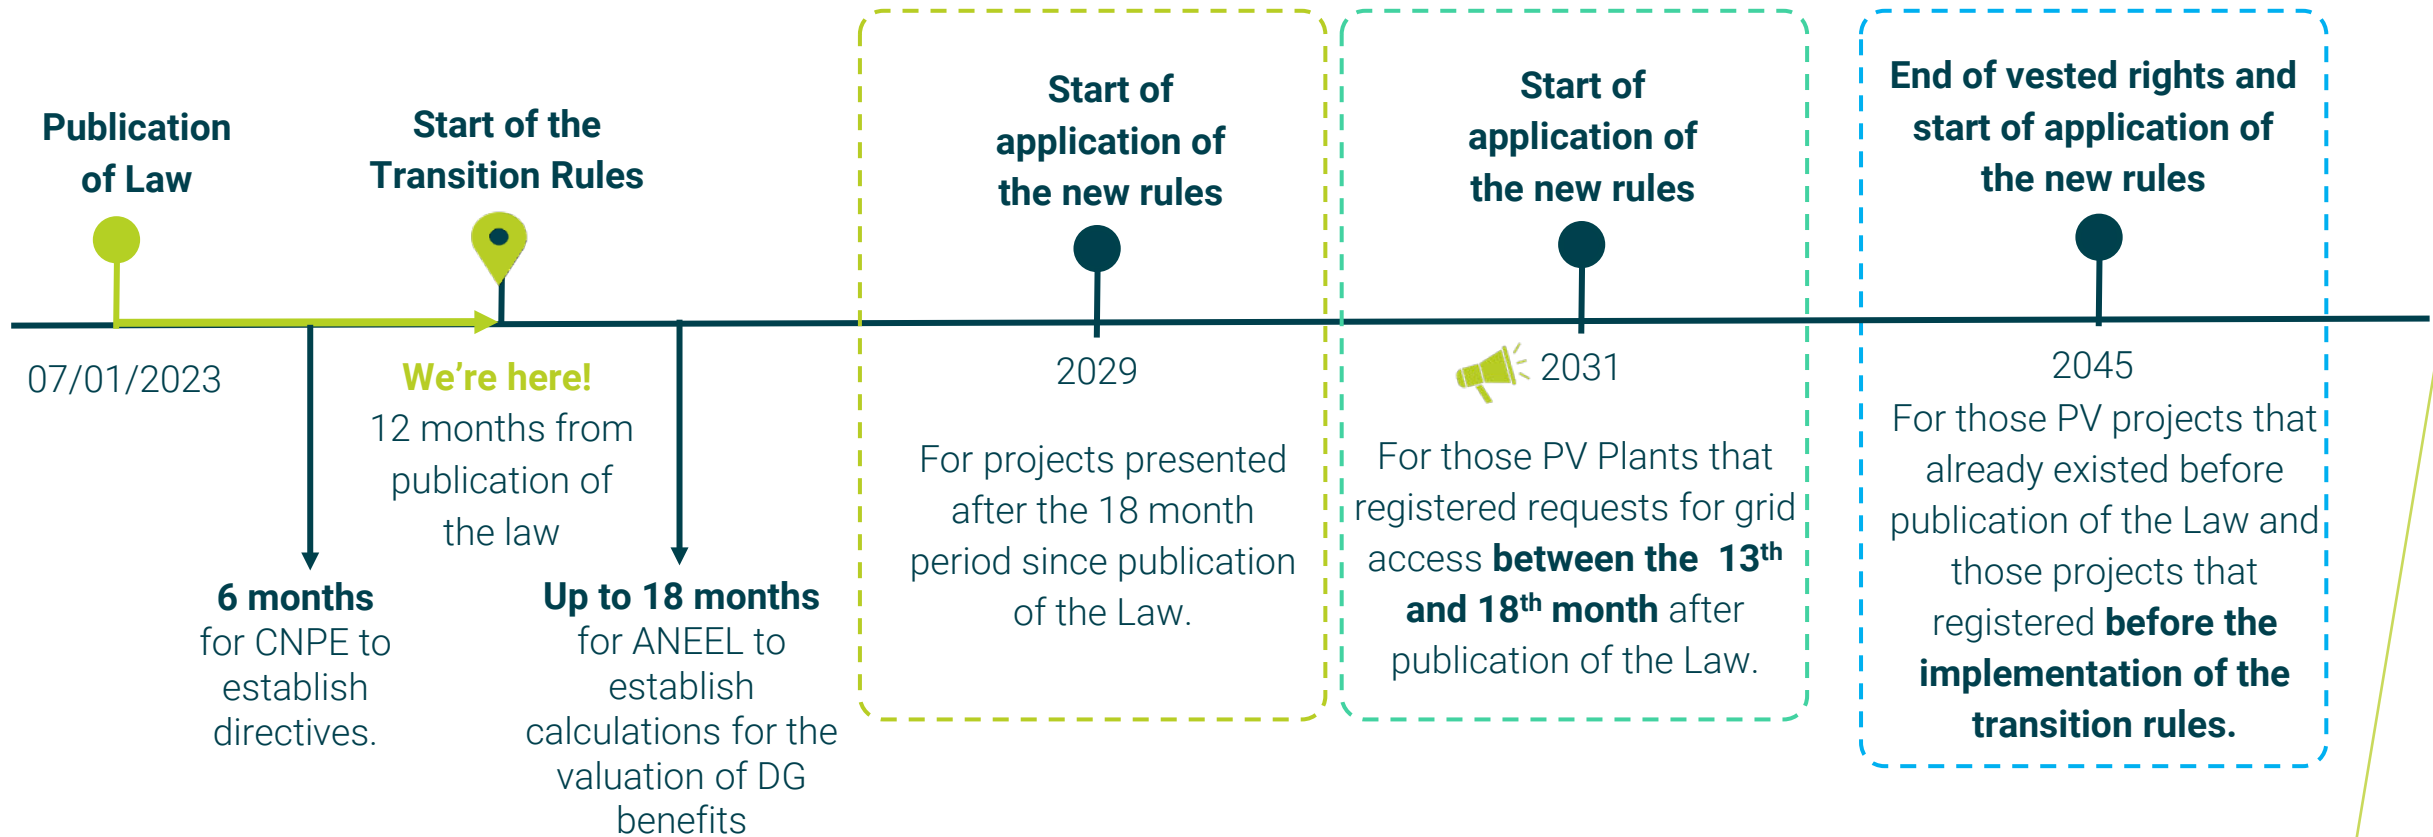 Publication
of Law
07/01/2023
6 months
for CNPE to
establish
directives.
Start of the
Transition Rules
We're here!
12 months from
publication of
the law
Up to 18 months
for ANEEL to
establish
calculations for the
valuation of DG
benefits
Start of
application of
the new rules
2029
For projects presented
after the 18 month
period since publication
of the Law.
Start of
application of
the new rules
2031
For those PV Plants that
registered requests for grid
access between the 13th
and 18th month after
publication of the Law.
End of vested rights and
start of application of
the new rules
2045
For those PV projects that
already existed before
publication of the Law and
those projects that
registered before the
implementation of the
transition rules.